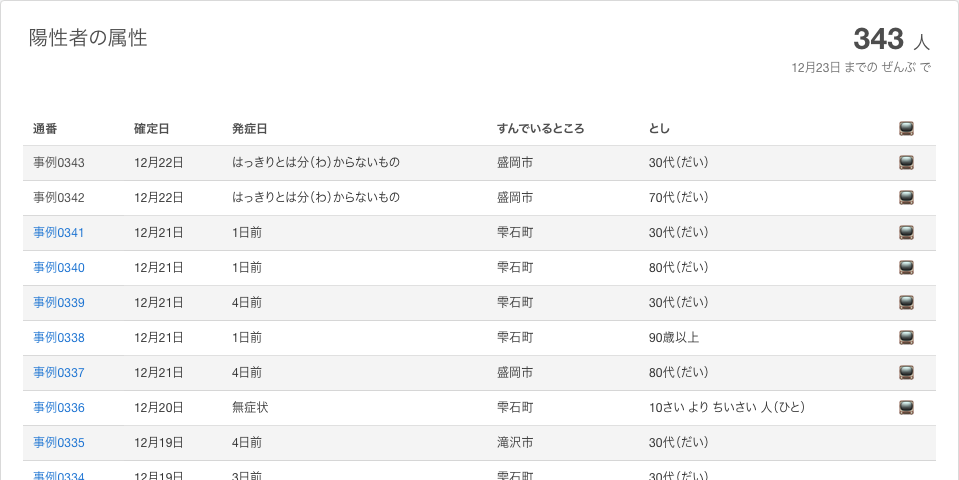 陽性者の属性
343 人
12月23日 までの ぜんぶ で
通番 確定日 発症日 すんでいるところ とし
事例0343 12月22日 はっきりとは分(わ)からないもの 盛岡市 30代(だい)
事例0342 12月22日 はっきりとは分(わ)からないもの 盛岡市 70代(だい)
事例0341 12月21日 1日前 雫石町 30代(だい)
事例0340 12月21日 1日前 雫石町 80代(だい)
事例0339 12月21日 4日前 雫石町 30代(だい)
事例0338 12月21日 1日前 雫石町 90歳以上
事例0337 12月21日 4日前 盛岡市 80代(だい)
事例0336 12月20日 無症状 雫石町 10さい より ちいさい 人(ひと)
事例0335 12月19日 4日前 滝沢市 30代(だい)
事例0334 12月19日 3日前 雫石町 30代(だい)